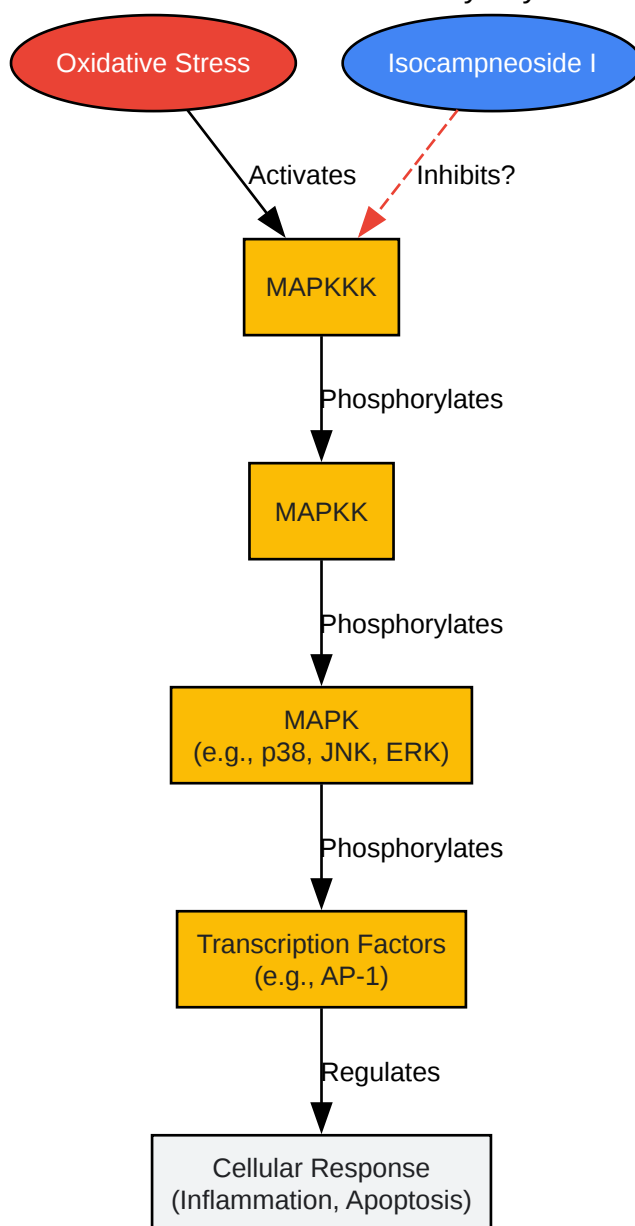 Oxidative Stress
Isocampneoside I
Activates
Inhibits?
MAPKKK
Phosphorylates
MAPKK
Phosphorylates
MAPK
(e.g., p38, JNK, ERK)
Phosphorylates
Transcription Factors
(e.g., AP-1)
Regulates
Cellular Response
(Inflammation, Apoptosis)